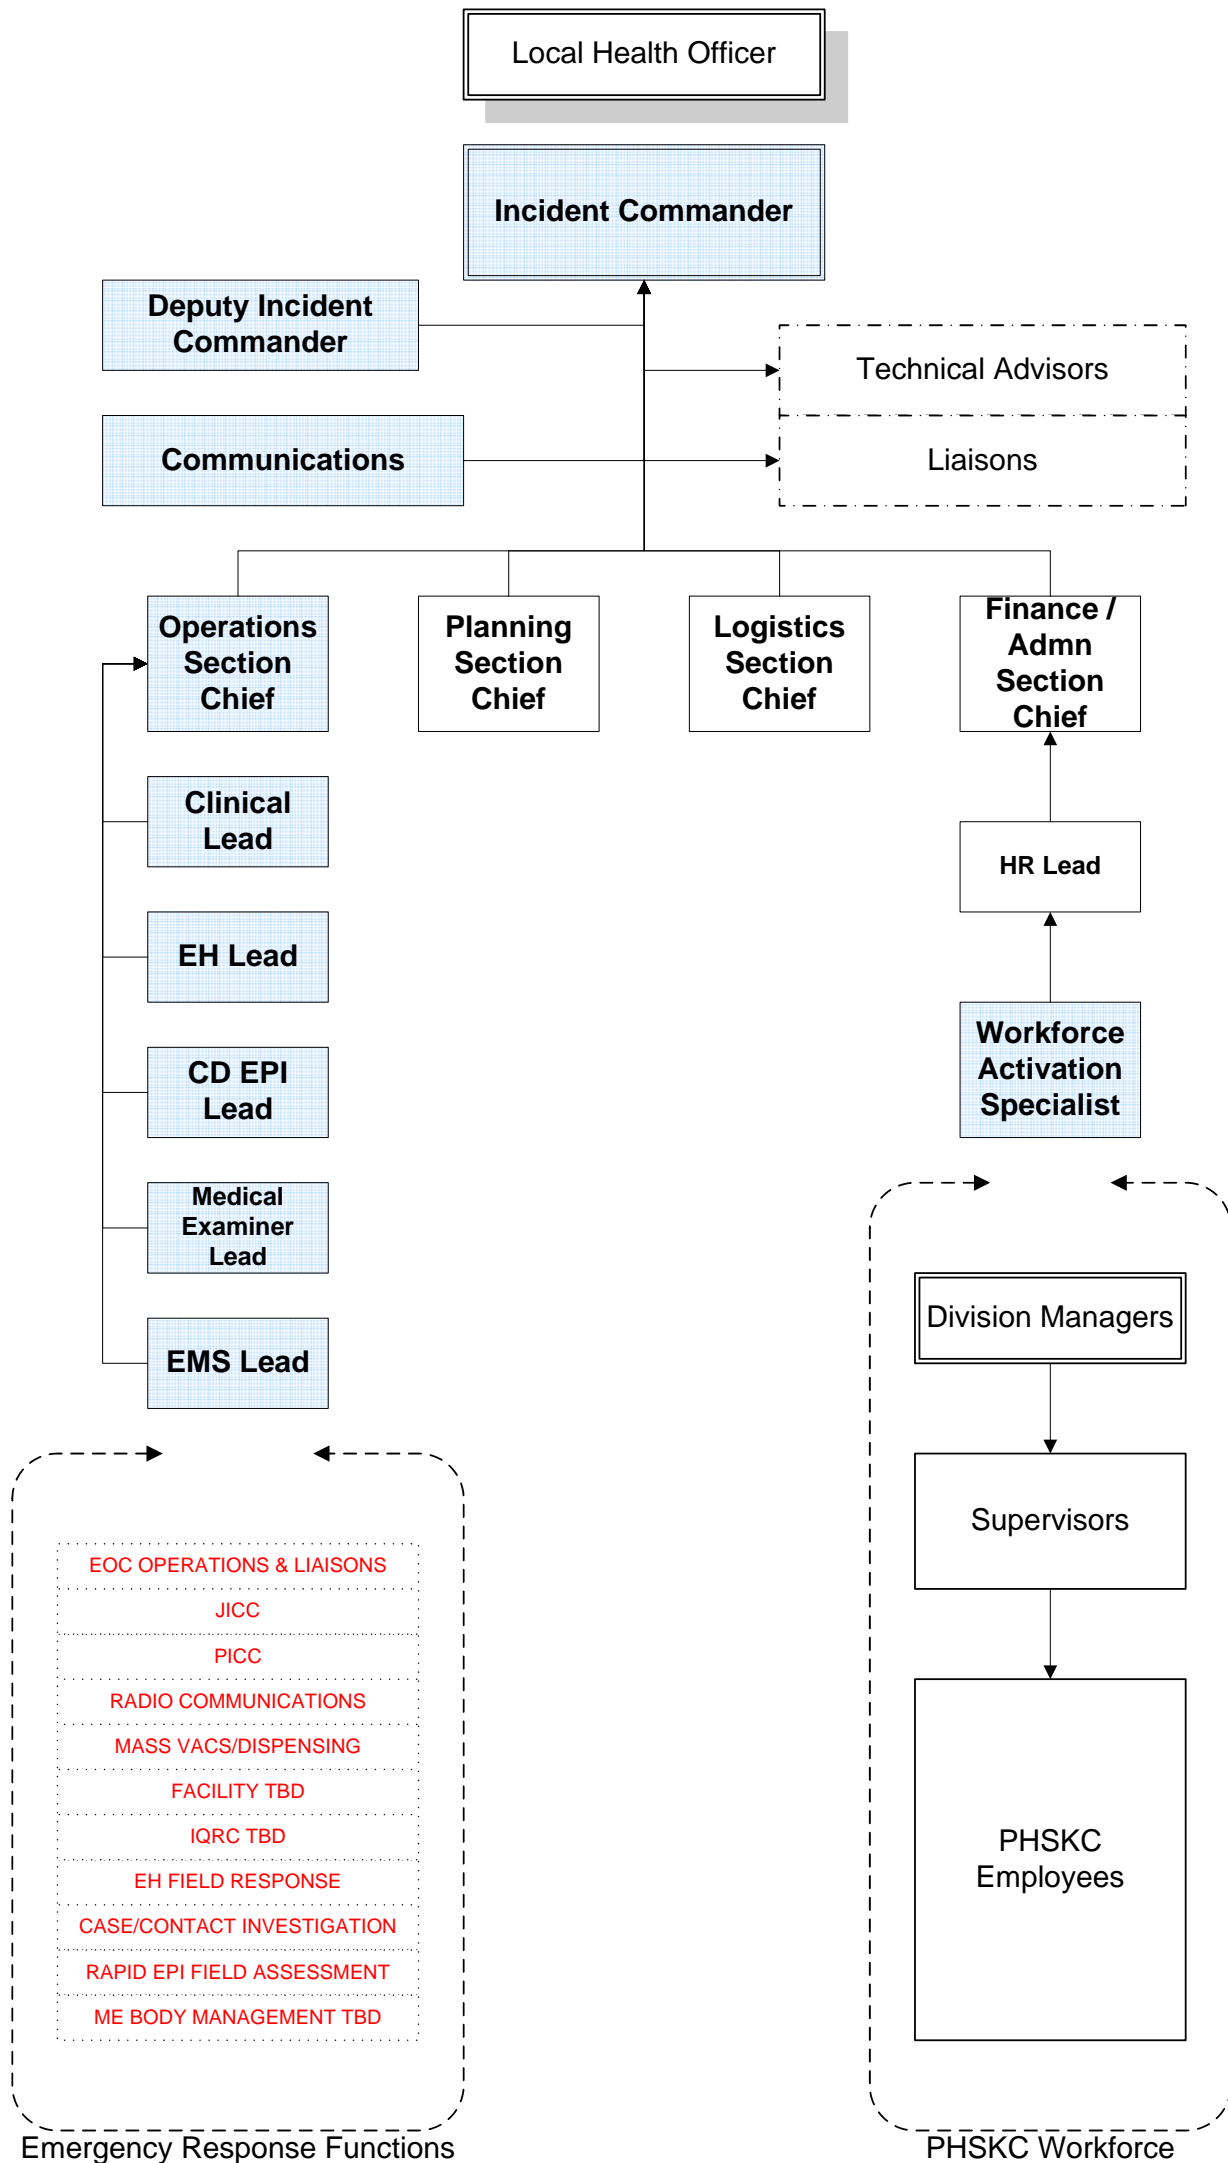 Local Health Officer
Incident Commander
Deputy Incident
Commander
Technical Advisors
Communications
Liaisons
Operations
Section
Chief
Planning
Section
Chief
Logistics
Section
Chief
Finance /
Admn
Section
Chief
Clinical
Lead
HR Lead
EH Lead
Workforce
Activation
Specialist
CD EPI
Lead
Medical
Examiner
Lead
EMS Lead
Division Managers
Supervisors
PHSKC
Employees
EOC OPERATIONS & LIAISONS
JICC
PICC
RADIO COMMUNICATIONS
MASS VACS/DISPENSING
FACILITY TBD
IQRC TBD
EH FIELD RESPONSE
CASE/CONTACT INVESTIGATION
RAPID EPI FIELD ASSESSMENT
ME BODY MANAGEMENT TBD
Emergency Response Functions
PHSKC Workforce